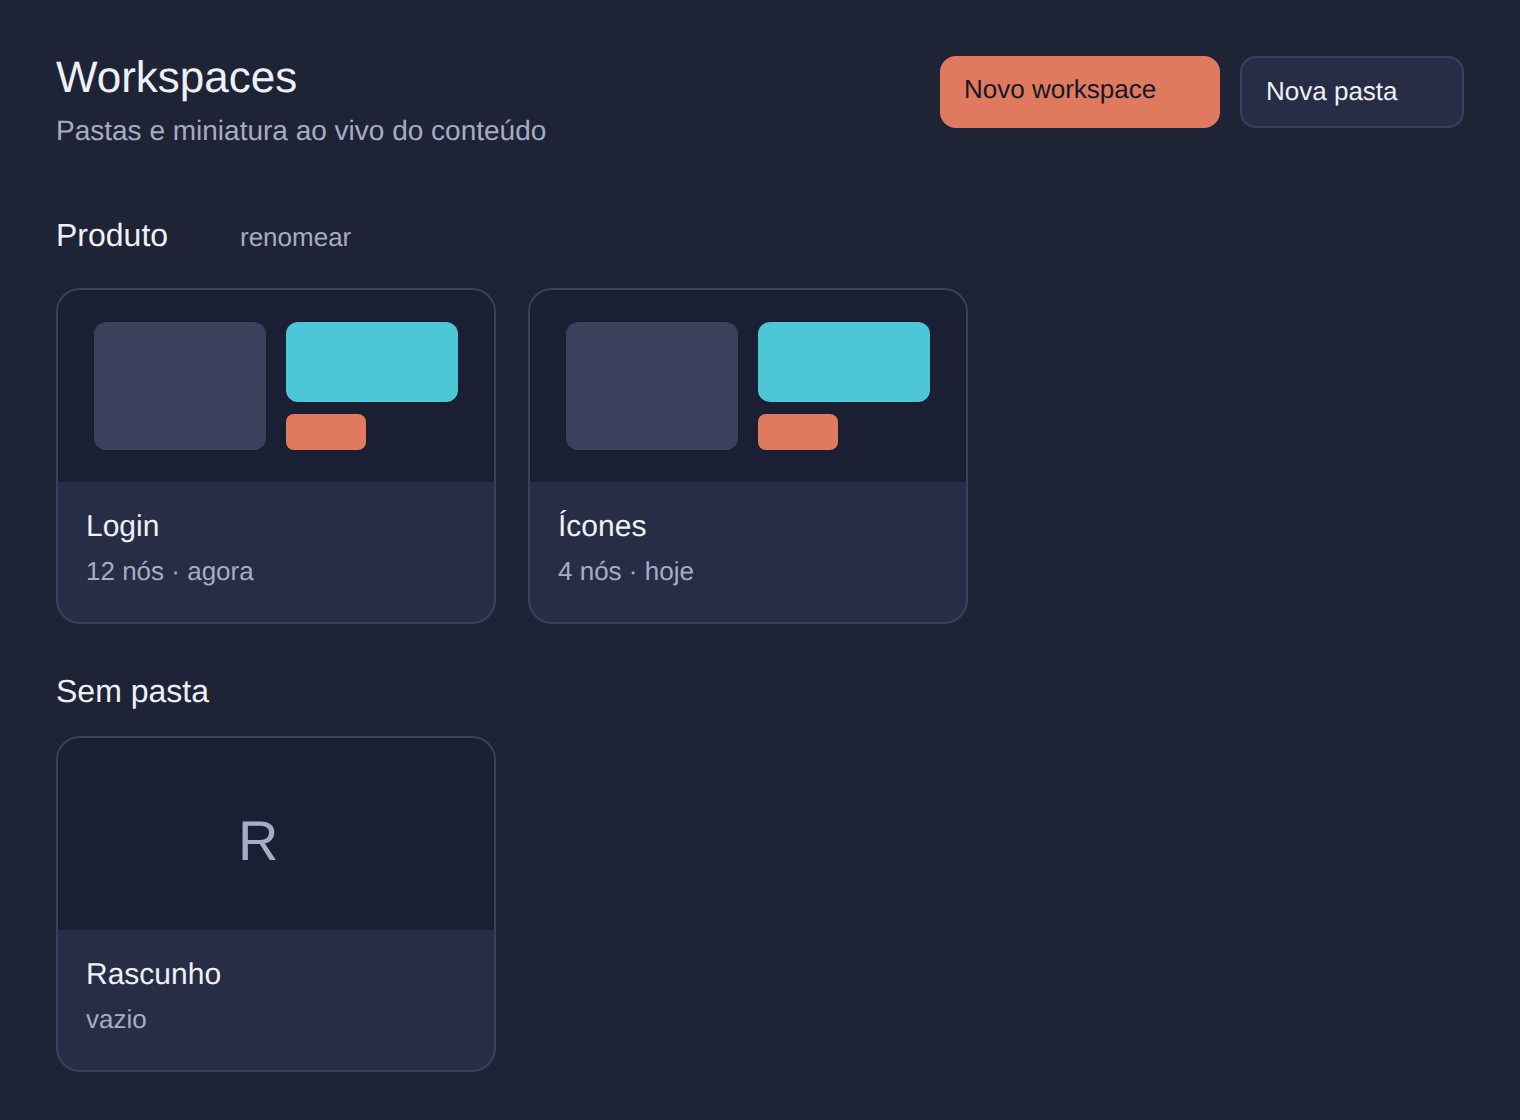 Workspaces
Novo workspace
Nova pasta
Pastas e miniatura ao vivo do conteúdo
Produto
renomear
Login
12 nós · agora
Ícones
4 nós · hoje
Sem pasta
R
Rascunho
vazio